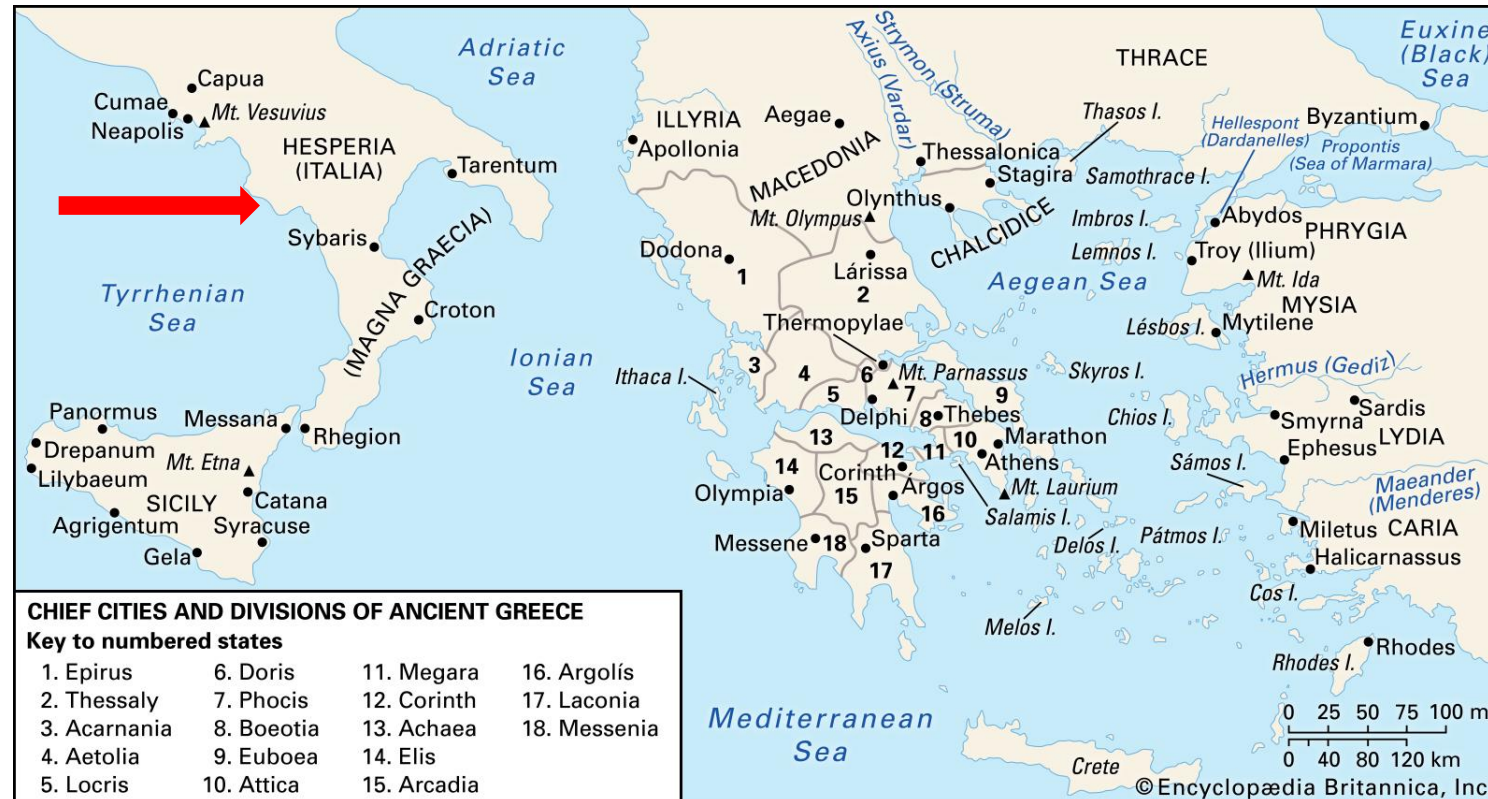 Adriatic
Sea
Euxine
(Black)
Sea
THRACE
Strymon (Struma)
Axius (Vardar)
Capua
Cumae
Mt. Vesuvius
Neapolis
HESPERIA
(ITALIA)
Tarentum
ILLYRIA
Apollonia
Aegae
MACEDONIA
Thessalonica
Stagira
Thasos I.
Samothrace I.
Hellespont
(Dardanelles)
Byzantium
Propontis
(Sea of Marmara)
Olynthus
Mt. Olympus
CHALCIDICE
Imbros I.
Abydos
PHRYGIA
Sybaris
(MAGNA GRAECIA)
Dodona
1
Lárissa
2
Lemnos I.
Troy (Ilium)
Mt. Ida
Aegean Sea
MYSIA
Tyrrhenian
Sea
Croton
Thermopylae
Lésbos I.
Mytilene
Ionian
Sea
Ithaca I.
3
4
5
6
Mt. Parnassus
7
Skyros I.
Hermus (Gediz)
Delphi
8
Thebes
9
Chios I.
Sardis
Smyrna
LYDIA
Ephesus
Panormus
Messana
Rhegion
Drepanum
Mt. Etna
Lilybaeum
SICILY
Catana
Agrigentum
Syracuse
Gela
13
12
11
10
Marathon
Athens
14
Corinth
Olympia
15
Árgos
Mt. Laurium
16
Salamis I.
Sámos I.
Maeander
(Menderes)
Messene
18
Sparta
17
Delos I.
Pátmos I.
Miletus
CARIA
Halicarnassus
Cos I.
Melos I.
Rhodes
Rhodes I.
Mediterranean
Sea
Crete
0 25 50 75 100 m
0 40 80 120 km
© Encyclopædia Britannica, Inc
CHIEF CITIES AND DIVISIONS OF ANCIENT GREECE
Key to numbered states
1. Epirus
2. Thessaly
3. Acarnania
4. Aetolia
5. Locris
6. Doris
7. Phocis
8. Boeotia
9. Euboea
10. Attica
11. Megara
12. Corinth
13. Achaea
14. Elis
15. Arcadia
16. Argolís
17. Laconia
18. Messenia